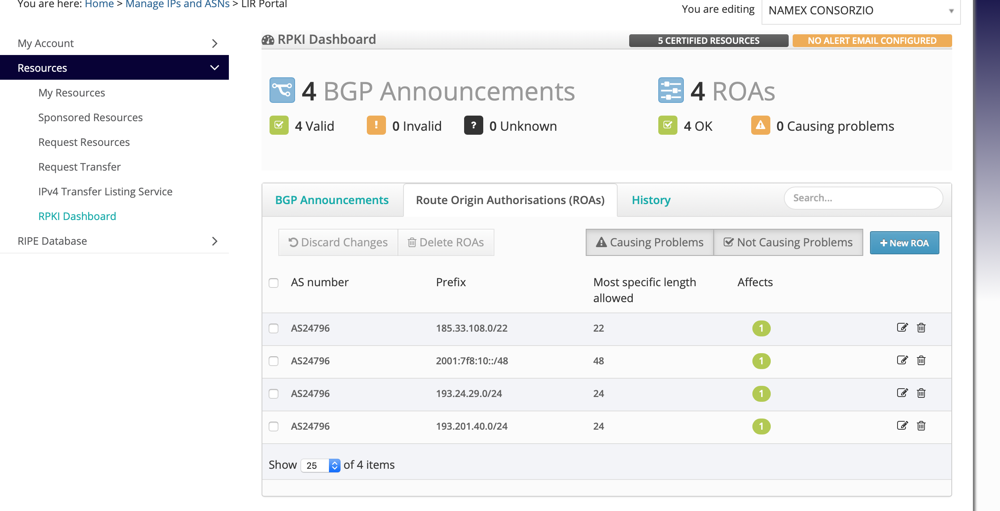 You are here: Home > Manage IPs and ASNs > LIR Portal
You are editing NAMEX CONSORZIO
My Account
Resources
My Resources
Sponsored Resources
Request Resources
Request Transfer
IPv4 Transfer Listing Service
RPKI Dashboard
RIPE Database
RPKI Dashboard
5 CERTIFIED RESOURCES
NO ALERT EMAIL CONFIGURED
4 BGP Announcements
4 Valid
0 Invalid
0 Unknown
4 ROAs
4 OK
0 Causing problems
BGP Announcements
Route Origin Authorisations (ROAs)
History
Search...
Discard Changes
Delete ROAs
Causing Problems
Not Causing Problems
+ New ROA
AS number
Prefix
Most specific length
allowed
Affects
AS24796 185.33.108.0/22 22 1
AS24796 2001:7f8:10::/48 48 1
AS24796 193.24.29.0/24 24 1
AS24796 193.201.40.0/24 24 1
Show 25 of 4 items